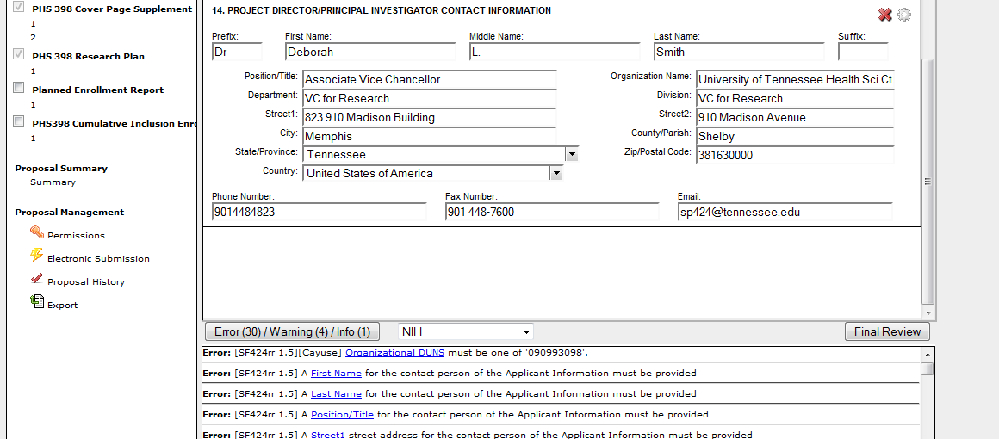 PHS 398 Cover Page Supplement
1
2
PHS 398 Research Plan
1
Planned Enrollment Report
1
PHS398 Cumulative Inclusion Enro
1
Proposal Summary
Summary
Proposal Management
Permissions
Electronic Submission
Proposal History
Export
14. PROJECT DIRECTOR/PRINCIPAL INVESTIGATOR CONTACT INFORMATION
Prefix: First Name: Middle Name: Last Name: Suffix:
Dr Deborah L. Smith
Position/Title: Associate Vice Chancellor Organization Name: University of Tennessee Health Sci Ct
Department: VC for Research Division: VC for Research
Street1: 823 910 Madison Building Street2: 910 Madison Avenue
City: Memphis County/Parish: Shelby
State/Province: Tennessee Zip/Postal Code: 381630000
Country: United States of America
Phone Number: Fax Number: Email:
9014484823 901 448-7600 sp424@tennessee.edu
Error (30) / Warning (4) / Info (1) NIH Final Review
Error: [SF424rr 1.5][Cayuse] Organizational DUNS must be one of '090993098'.
Error: [SF424rr 1.5] A First Name for the contact person of the Applicant Information must be provided
Error: [SF424rr 1.5] A Last Name for the contact person of the Applicant Information must be provided
Error: [SF424rr 1.5] A Position/Title for the contact person of the Applicant Information must be provided
Error: [SF424rr 1.5] A Street1 street address for the contact person of the Applicant Information must be provided